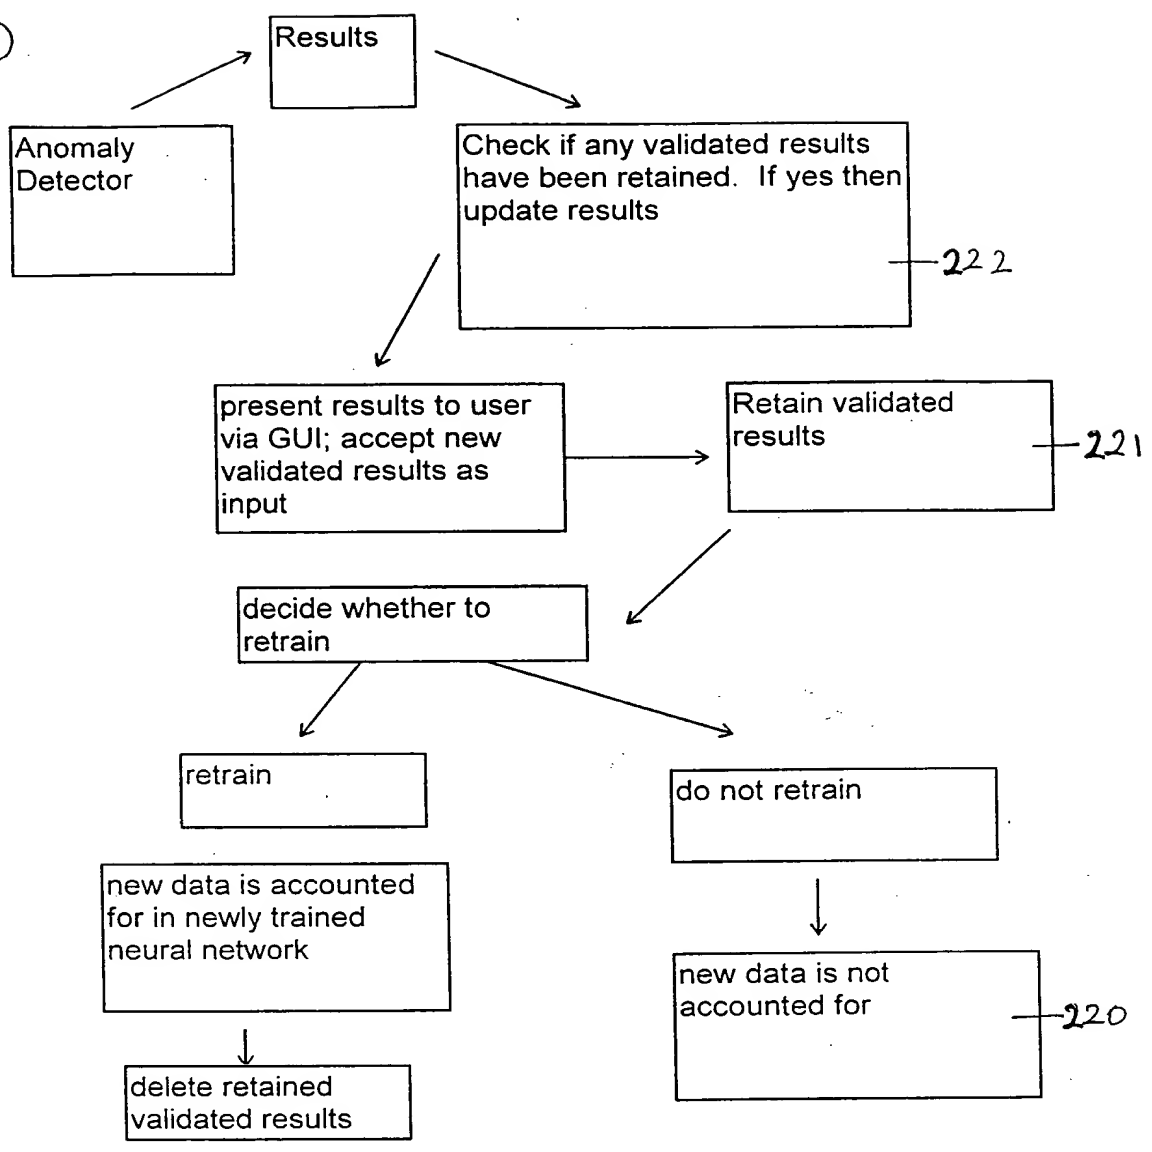 Results
Anomaly
Detector
Check if any validated results
have been retained.  If yes then
update results
222
present results to user
via GUI; accept new
validated results as
input
Retain validated
results
221
decide whether to
retrain
retrain
do not retrain
new data is accounted
for in newly trained
neural network
new data is not
accounted for
220
delete retained
validated results